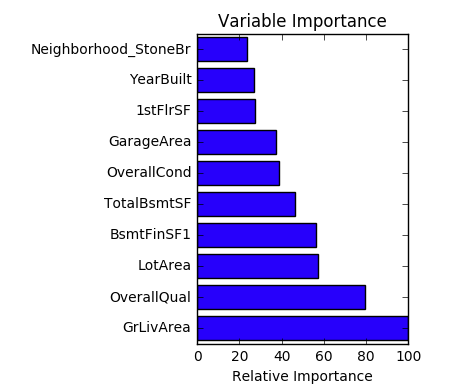 Variable Importance
Neighborhood_StoneBr
YearBuilt
1stFlrSF
GarageArea
OverallCond
TotalBsmtSF
BsmtFinSF1
LotArea
OverallQual
GrLivArea
0 20 40 60 80 100
Relative Importance